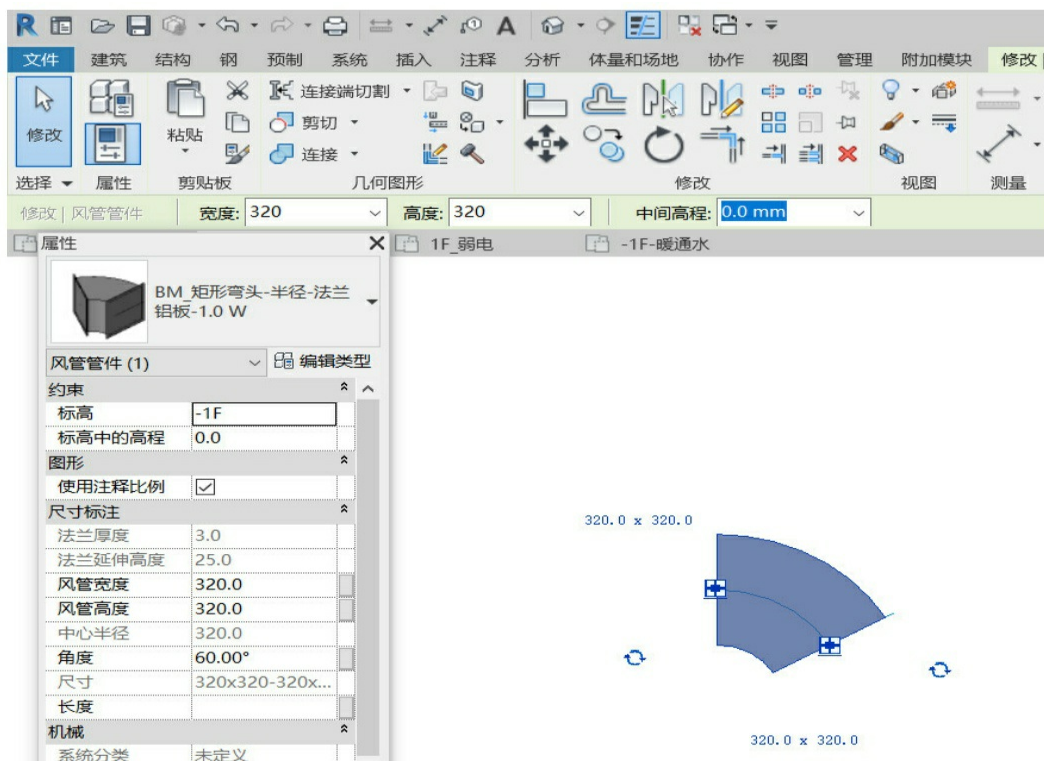 文件 建筑 结构 钢 预制 系统 插入 注释 分析 体量和场地 协作 视图 管理 附加模块 修改 |
连接端切割
剪切
修改 粘贴
连接
选择 属性 剪贴板 几何图形 修改 视图 测量
修改 | 风管管件 宽度: 320 高度: 320 中间高程: 0.0 mm
属性 1F_弱电 -1F-暖通水
BM_矩形弯头-半径-法兰
铝板-1.0 W
风管管件 (1) 编辑类型
约束
标高 -1F
标高中的高程 0.0
图形
使用注释比例
尺寸标注
法兰厚度 3.0
法兰延伸高度 25.0
风管宽度 320.0
风管高度 320.0
中心半径 320.0
角度 60.00°
尺寸 320x320-320x...
长度
机械
系统分类 未定义
320.0 x 320.0
320.0 x 320.0